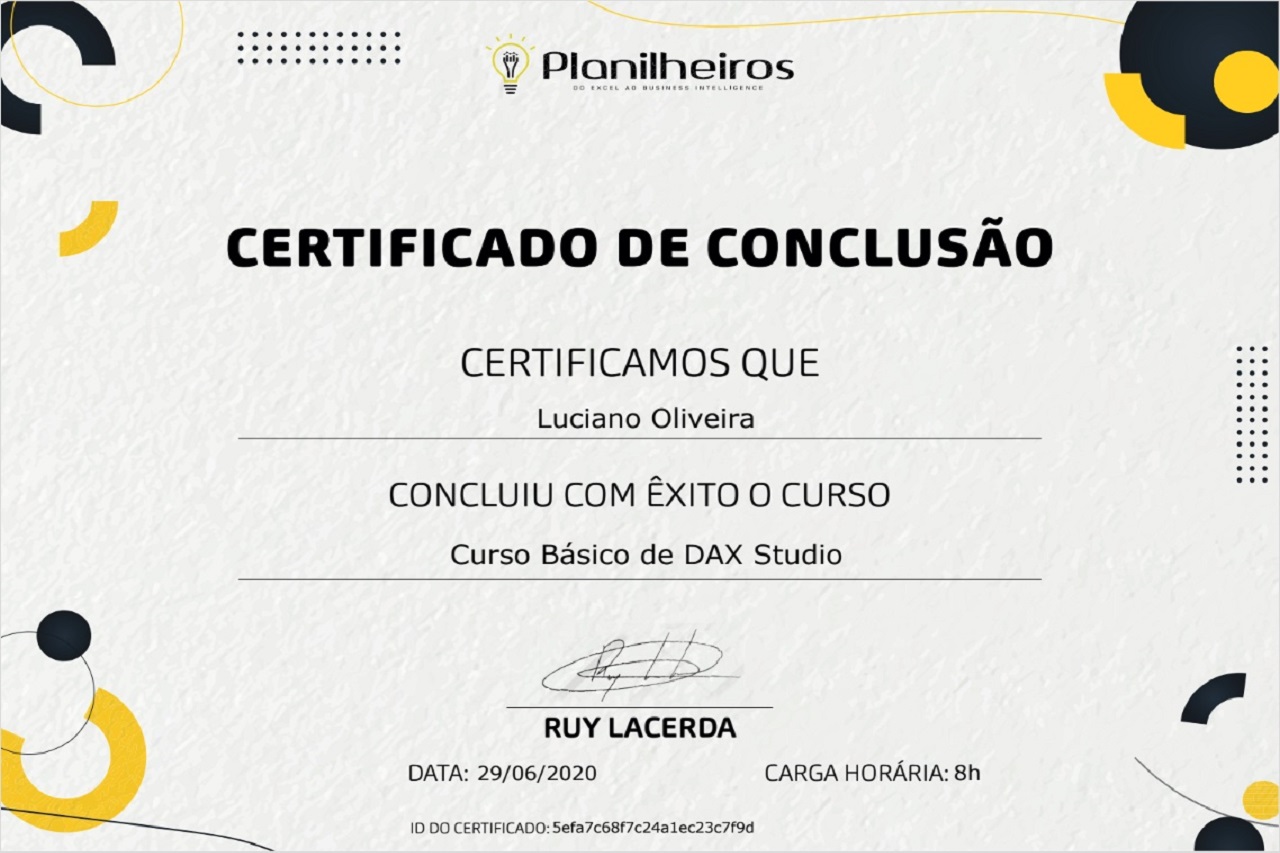 Planilheiros
DO EXCEL AO BUSINESS INTELLIGENCE
CERTIFICADO DE CONCLUSÃO
CERTIFICAMOS QUE
Luciano Oliveira
CONCLUIU COM ÊXITO O CURSO
Curso Básico de DAX Studio
RUY LACERDA
DATA: 29/06/2020 CARGA HORÁRIA: 8h
ID DO CERTIFICADO: 5efa7c68f7c24a1ec23c7f9d